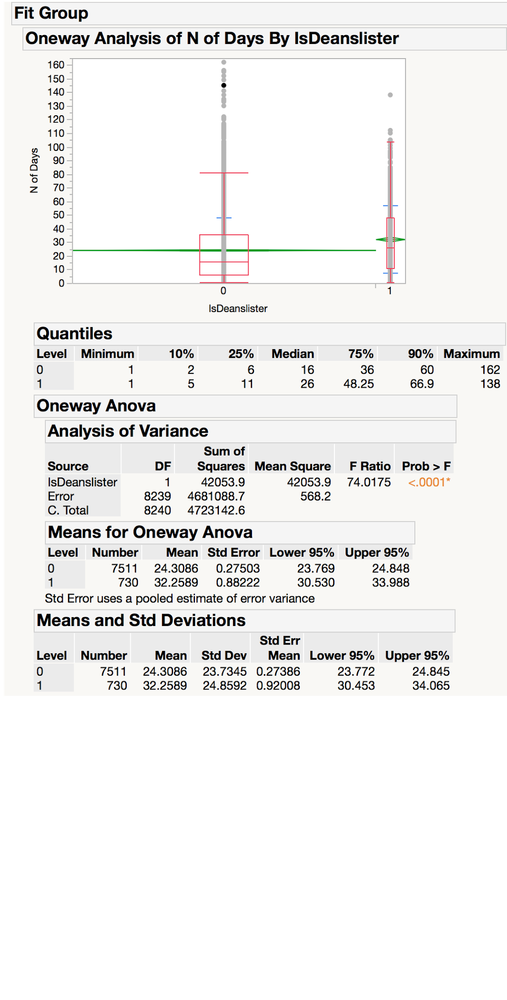 Fit Group
Oneway Analysis of N of Days By IsDeanslister
160
150
140
130
120
110
100
90
80
70
60
50
40
30
20
10
0
N of Days
0 1
IsDeanslister
Quantiles
Level Minimum 10% 25% Median 75% 90% Maximum
0 1 2 6 16 36 60 162
1 1 5 11 26 48.25 66.9 138
Oneway Anova
Analysis of Variance
Sum of
Source DF Squares Mean Square F Ratio Prob > F
IsDeanslister 1 42053.9 42053.9 74.0175 <.0001*
Error 8239 4681088.7 568.2
C. Total 8240 4723142.6
Means for Oneway Anova
Level Number Mean Std Error Lower 95% Upper 95%
0 7511 24.3086 0.27503 23.769 24.848
1 730 32.2589 0.88222 30.530 33.988
Std Error uses a pooled estimate of error variance
Means and Std Deviations
Std Err
Level Number Mean Std Dev Mean Lower 95% Upper 95%
0 7511 24.3086 23.7345 0.27386 23.772 24.845
1 730 32.2589 24.8592 0.92008 30.453 34.065